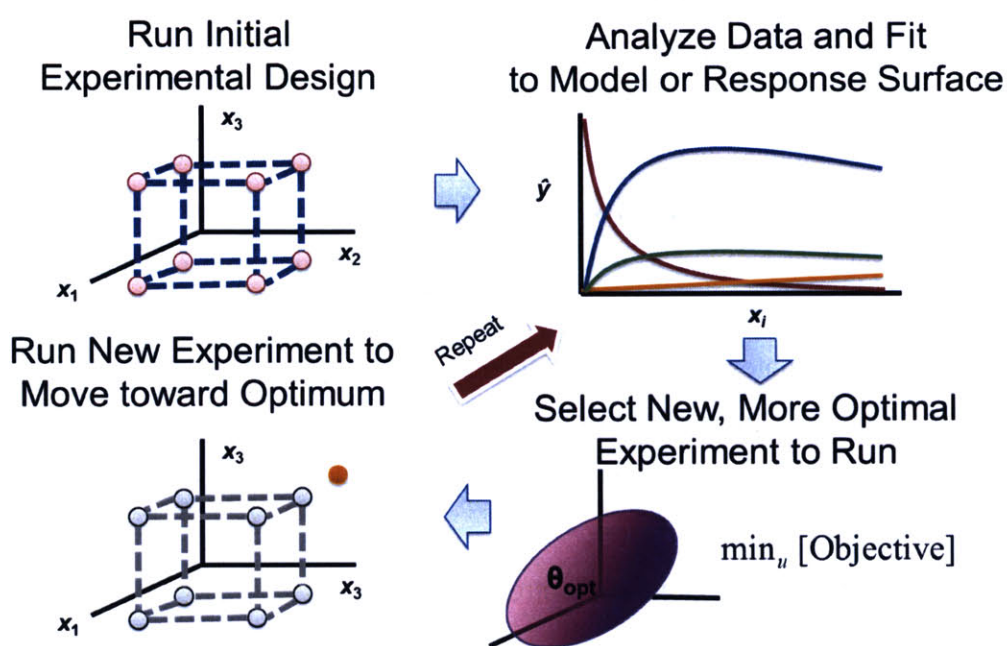 Run Initial
Experimental Design
x₃
x₂
x₁
Analyze Data and Fit
to Model or Response Surface
ŷ
xᵢ
Repeat
Run New Experiment to
Move toward Optimum
x₃
x₃
x₁
Select New, More Optimal
Experiment to Run
θopt
minᵤ [Objective]